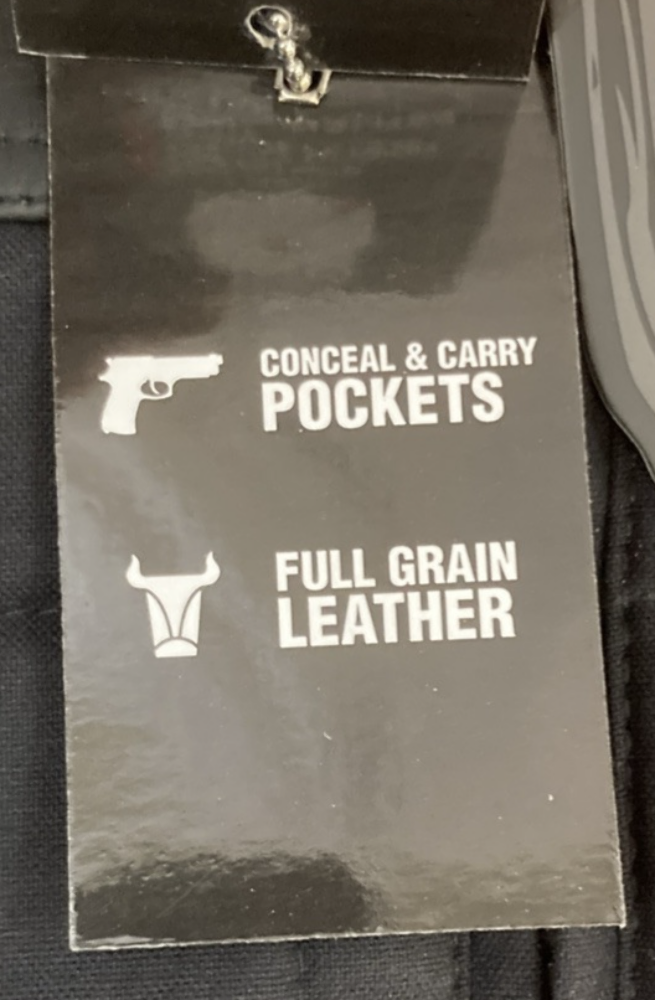 CONCEAL & CARRY
POCKETS
FULL GRAIN
LEATHER